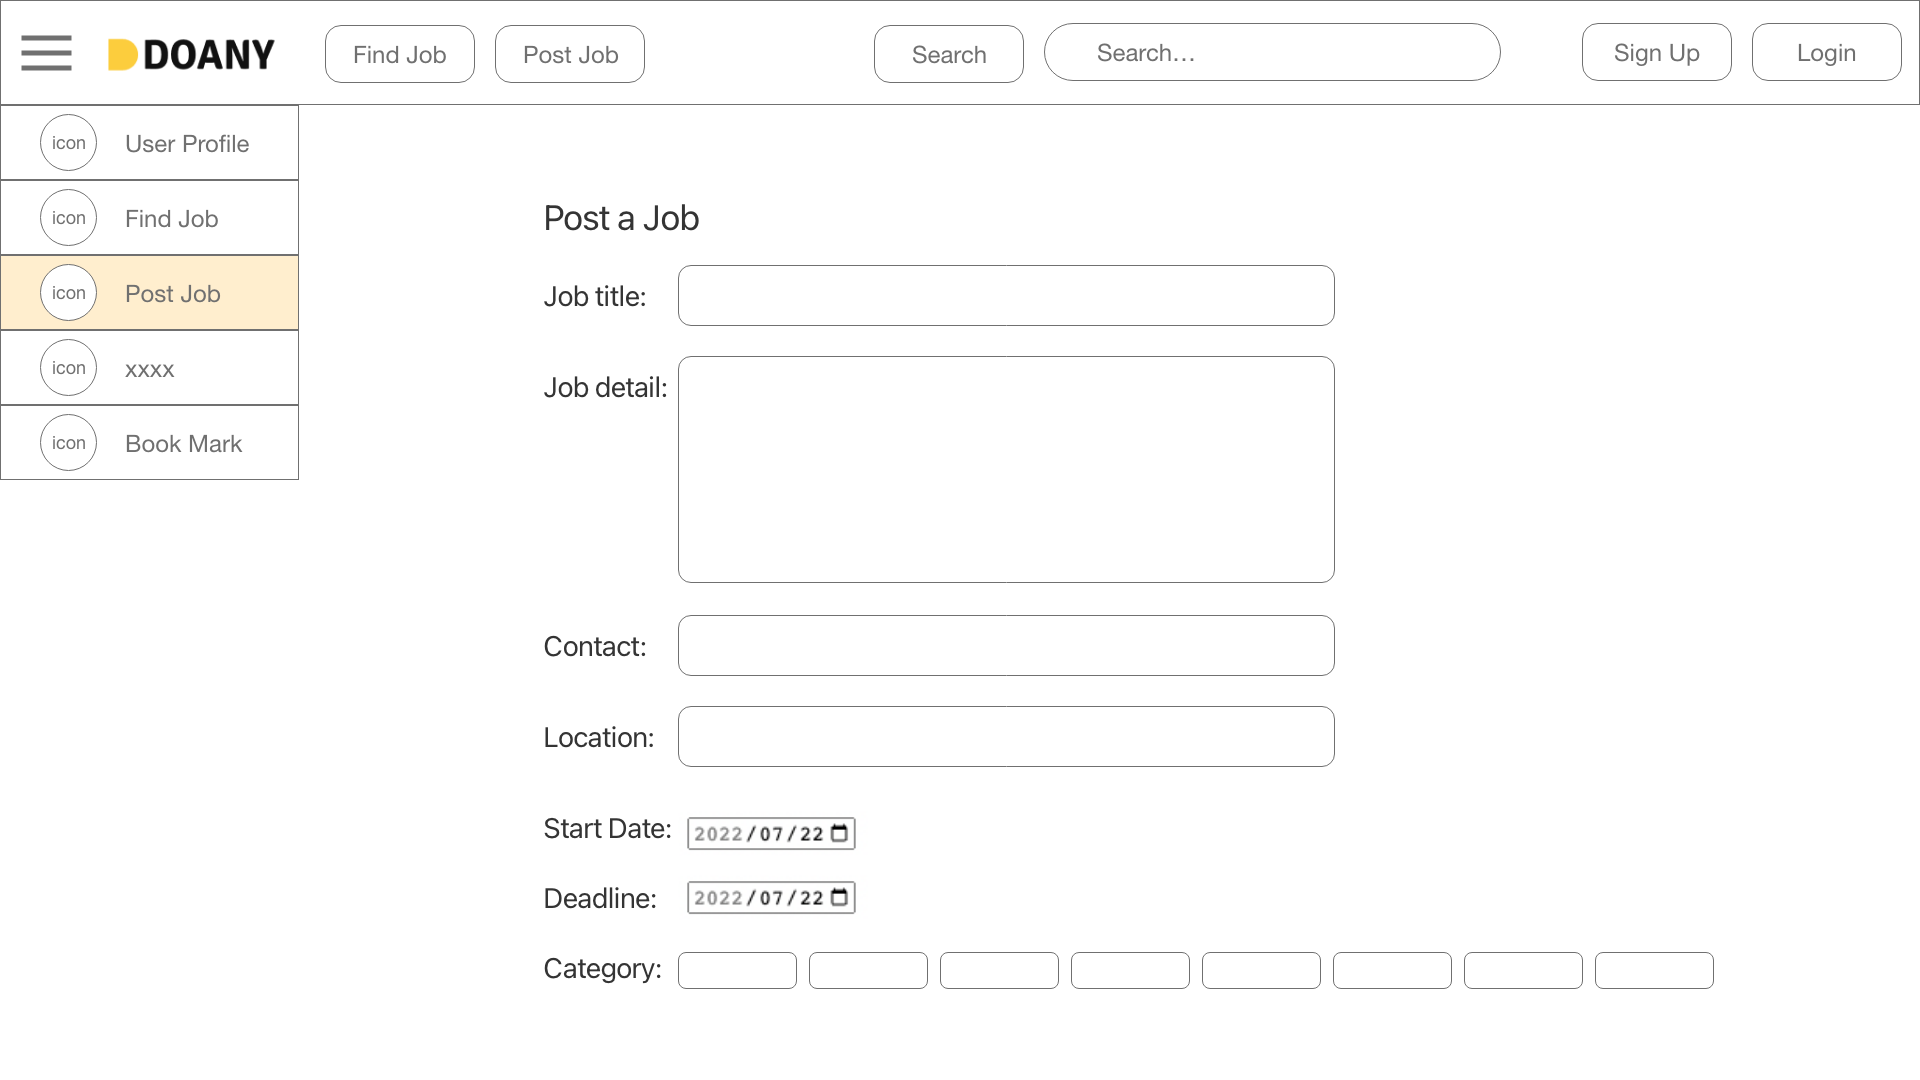 DOANY
Find Job
Post Job
Search
Search...
Sign Up
Login
icon User Profile
icon Find Job
icon Post Job
icon xxxx
icon Book Mark
Post a Job
Job title:
Job detail:
Contact:
Location:
Start Date: 2022/07/22
Deadline: 2022/07/22
Category: